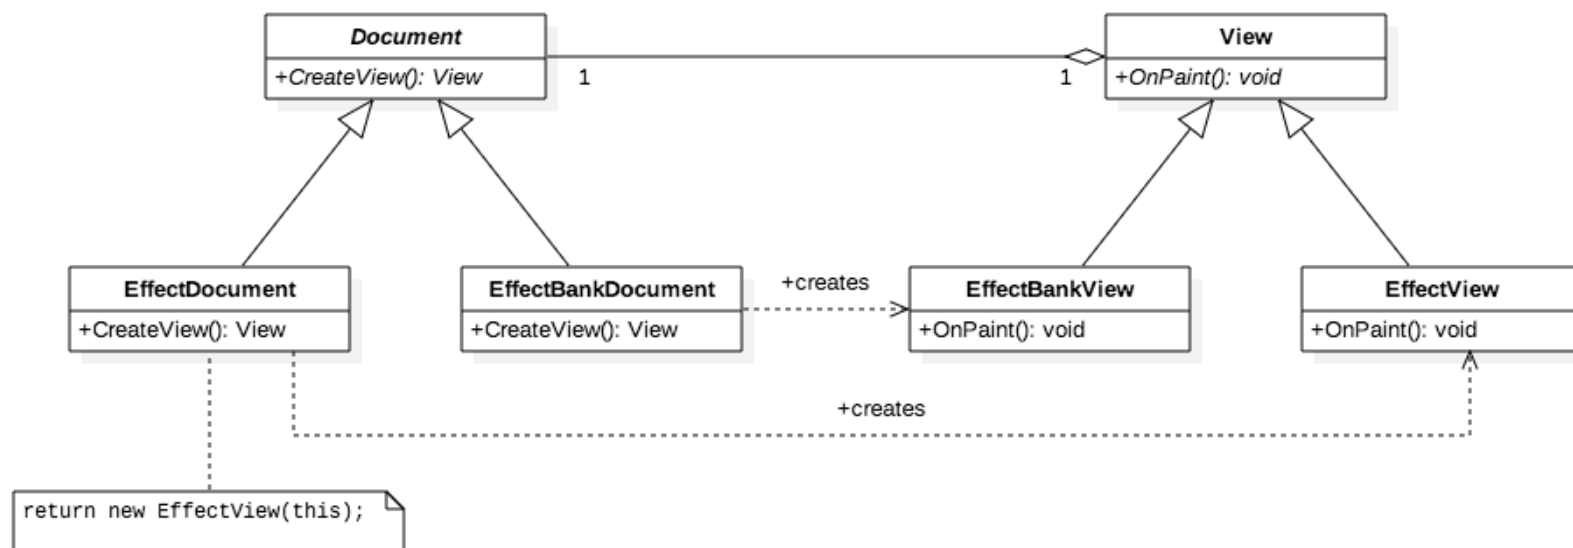 Document
+CreateView(): View
1
1
View
+OnPaint(): void
EffectDocument
+CreateView(): View
EffectBankDocument
+CreateView(): View
+creates
EffectBankView
+OnPaint(): void
EffectView
+OnPaint(): void
+creates
return new EffectView(this);